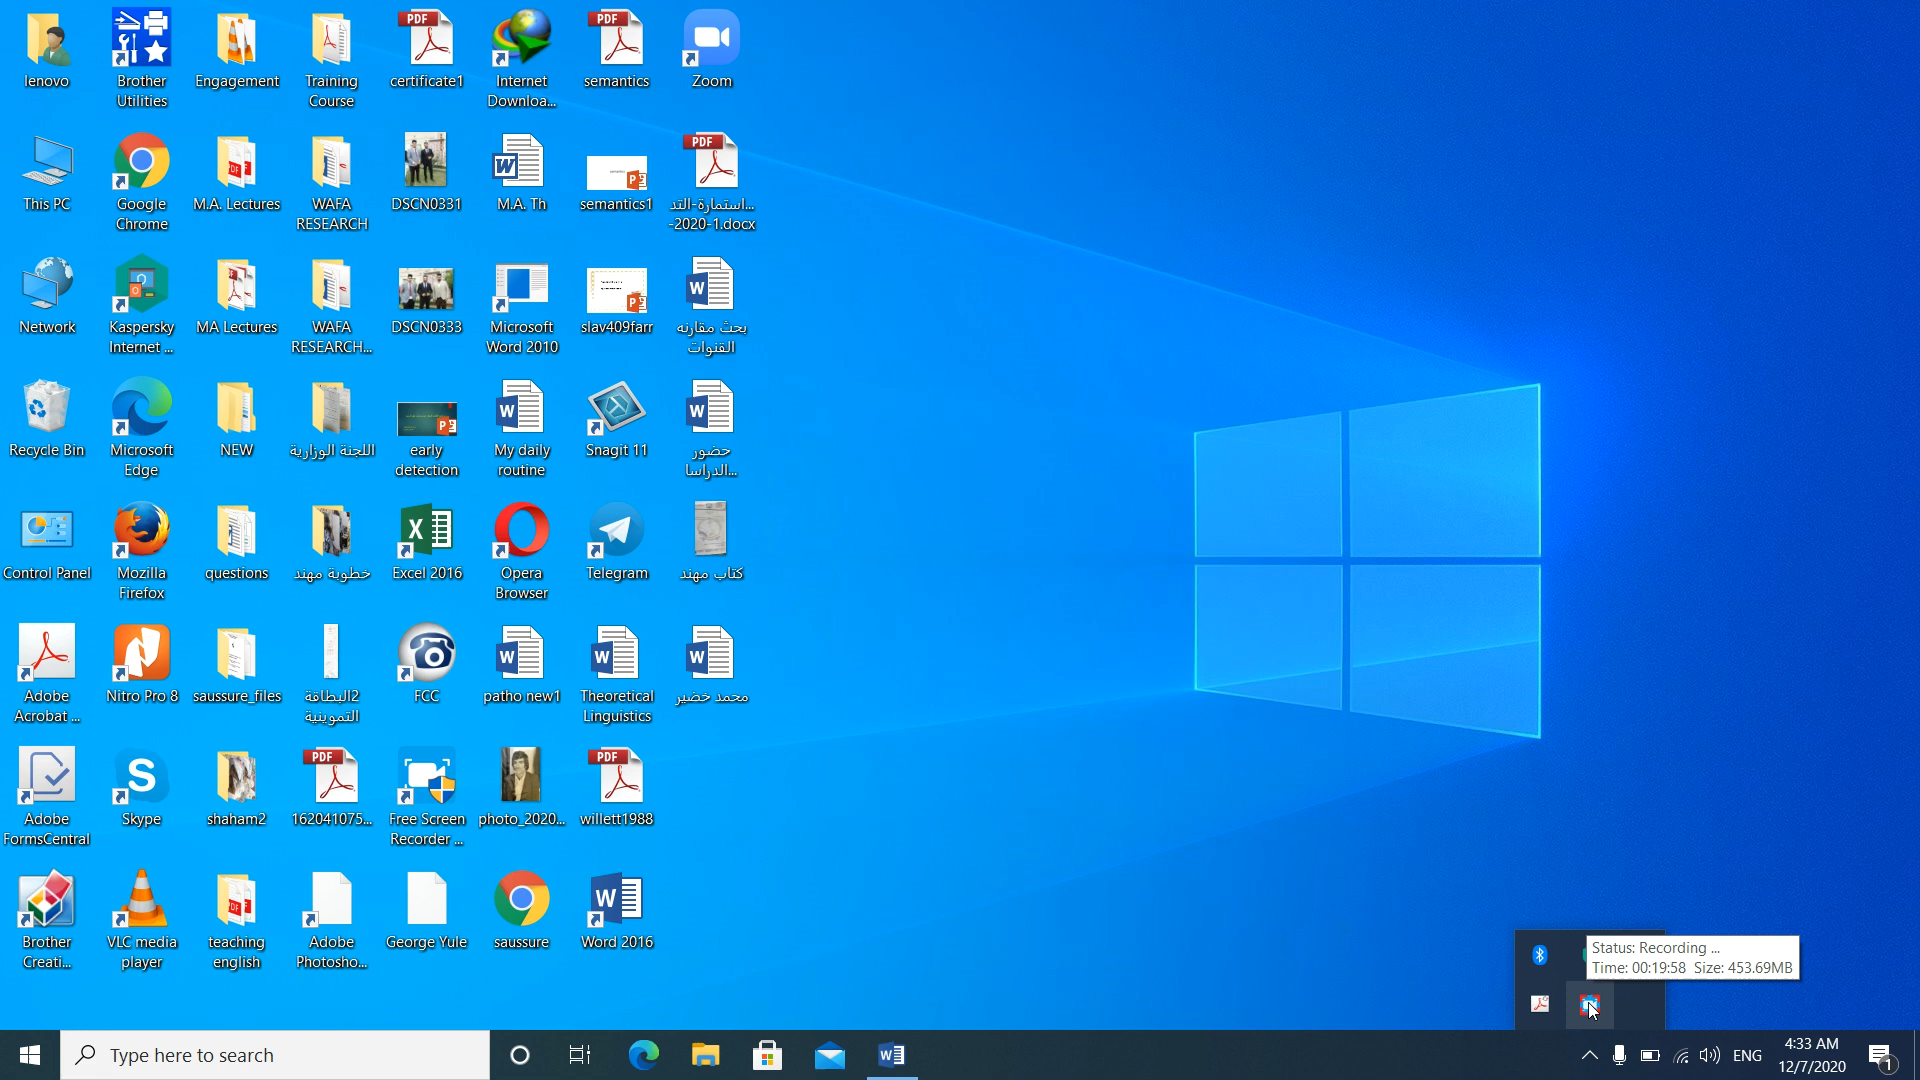 lenovo
Brother
Utilities
Engagement
Training
Course
certificate1
Internet
Downloa...
semantics
Zoom
This PC
Google
Chrome
M.A. Lectures
WAFA
RESEARCH
DSCN0331
M.A. Th
semantics1
استمارة-التد...
-2020-1.docx
Network
Kaspersky
Internet ...
MA Lectures
WAFA
RESEARCH...
DSCN0333
Microsoft
Word 2010
slav409farr
بحث مقارنه
القنوات
Recycle Bin
Microsoft
Edge
NEW
اللجنة الوزارية
early
detection
My daily
routine
Snagit 11
حضور
الدراسا...
Control Panel
Mozilla
Firefox
questions
خطوبة مهند
Excel 2016
Opera
Browser
Telegram
كتاب مهند
Adobe
Acrobat ...
Nitro Pro 8
saussure_files
2البطاقة
التموينية
FCC
patho new1
Theoretical
Linguistics
محمد خضير
Adobe
FormsCentral
Skype
shaham2
162041075...
Free Screen
Recorder ...
photo_2020...
willett1988
Brother
Creati...
VLC media
player
teaching
english
Adobe
Photosho...
George Yule
saussure
Word 2016
Status: Recording ...
Time: 00:19:58 Size: 453.69MB
Type here to search
ENG
4:33 AM
12/7/2020
1